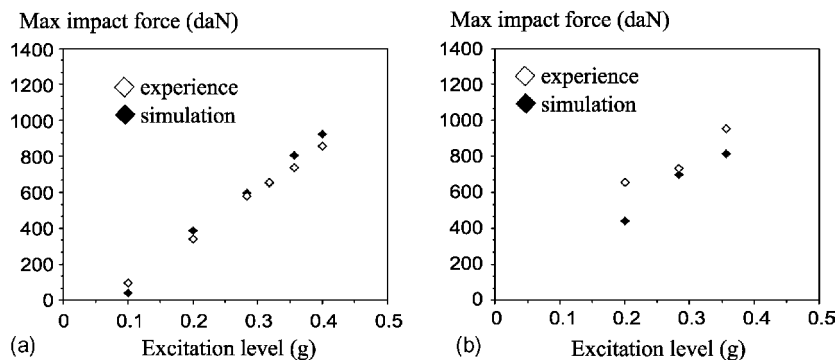 Max impact force (daN)
1400
1200
1000
800
600
400
200
0
experience
simulation
0 0.1 0.2 0.3 0.4 0.5
(a) Excitation level (g)
Max impact force (daN)
1400
1200
1000
800
600
400
200
0
experience
simulation
0 0.1 0.2 0.3 0.4 0.5
(b) Excitation level (g)